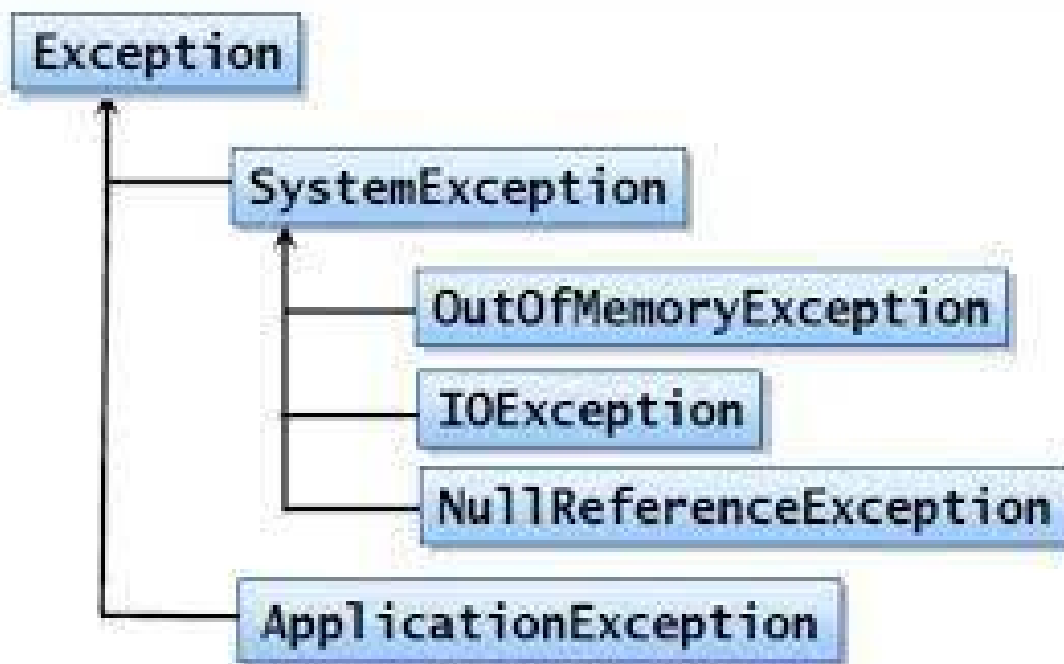 Exception
SystemException
OutOfMemoryException
IOException
NullReferenceException
ApplicationException